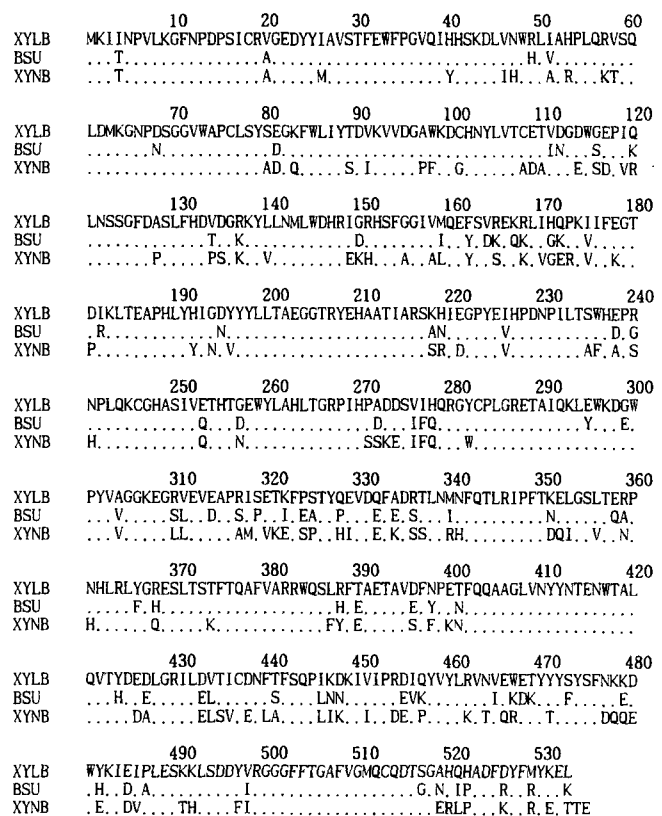 10 20 30 40 50 60
XYLB MKIINPVLKGFNPDPSICRVGEDYYIAVSTFEWFPGVQIHHSKDLVNWRLIAHPLQRVSQ
BSU ...T...............A............................H.V.........
XYNB ...T...............A.....M.............Y.....IH...A.R...KT..
70 80 90 100 110 120
XYLB LDMKGNPDSGGVWAPCLSYSEGKFWLIYTDVKVVDGAWKDCHNYLVTCETVDGDWGEPIQ
BSU .......N............D.............................IN...S...K
XYNB ...................AD.Q.....S.I.....PF..G......ADA...E.SD.VR
130 140 150 160 170 180
XYLB LNSSGFDASLFHDVDGRKYLLNMLWDHRIGRHSFGGIVMQEFSVREKRLIHQPKIIFEGT
BSU .............T..K............D........I..Y.DK.QK..GK..V.....
XYNB .......P.....PS.K..V........EKH...A..AL..Y..S..K.VGER.V..K..
190 200 210 220 230 240
XYLB DIKLTEAPHLYHIGDYYYLLTAEGGTRYEHAATIARSKHIEGPYEIHPDNPILTSWHEPR
BSU .R............N......................AN......V...........D.G
XYNB P..........Y.N.V.....................SR.D....V........AF.A.S
250 260 270 280 290 300
XYLB NPLQKCGHASIVETHTGEWYLAHLTGRPIHPADDSVIHQRGYCPLGRETAIQKLEWKDGW
BSU ............Q...D..............D...IFQ................Y...E.
XYNB H...........Q...N.............SSKE.IFQ...W..................
310 320 330 340 350 360
XYLB PYVAGGKEGRVEVEAPRISETKFPSTYQEVDQFADRTLNMNFQTLRIPFTKELGSLTERP
BSU ...V.....SL..D..S.P..I.EA..P...E.E.S...I..........N......QA.
XYNB ...V.....LL.....AM.VKE.SP..HI..E.K.SS..RH.........DQI..V..N.
370 380 390 400 410 420
XYLB NHLRLYGRESLTSTFTQAFVARRWQSLRFTAETAVDFNPETFQQAAGLVNYYNTENWTAL
BSU .....F.H...................H.E.....E.Y..N...................
XYNB H......Q.....K............FY.E.....S.F.KN...................
430 440 450 460 470 480
XYLB QVTYDEDLGRILDVTICDNFTFSQPIKDKIVIPRDIQYVYLRVNVEWETYYYSYSFNKKD
BSU ...H..E.....EL......S....LNN......EVK.......I.KDK...F.....E.
XYNB .....DA.....ELSV.E.LA....LIK..I..DE.P....K.T.QR...T.....DQQE
490 500 510 520 530
XYLB WYKIEIPLESKKLSDDYVRGGGFFTGAFVGMQCQDTSGAHQHADFDYFMYKEL
BSU .H..D.A..........I..................G.N.IP...R..R...K
XYNB .E..DV....TH....FI....................ERLP...K..R.E.TTE